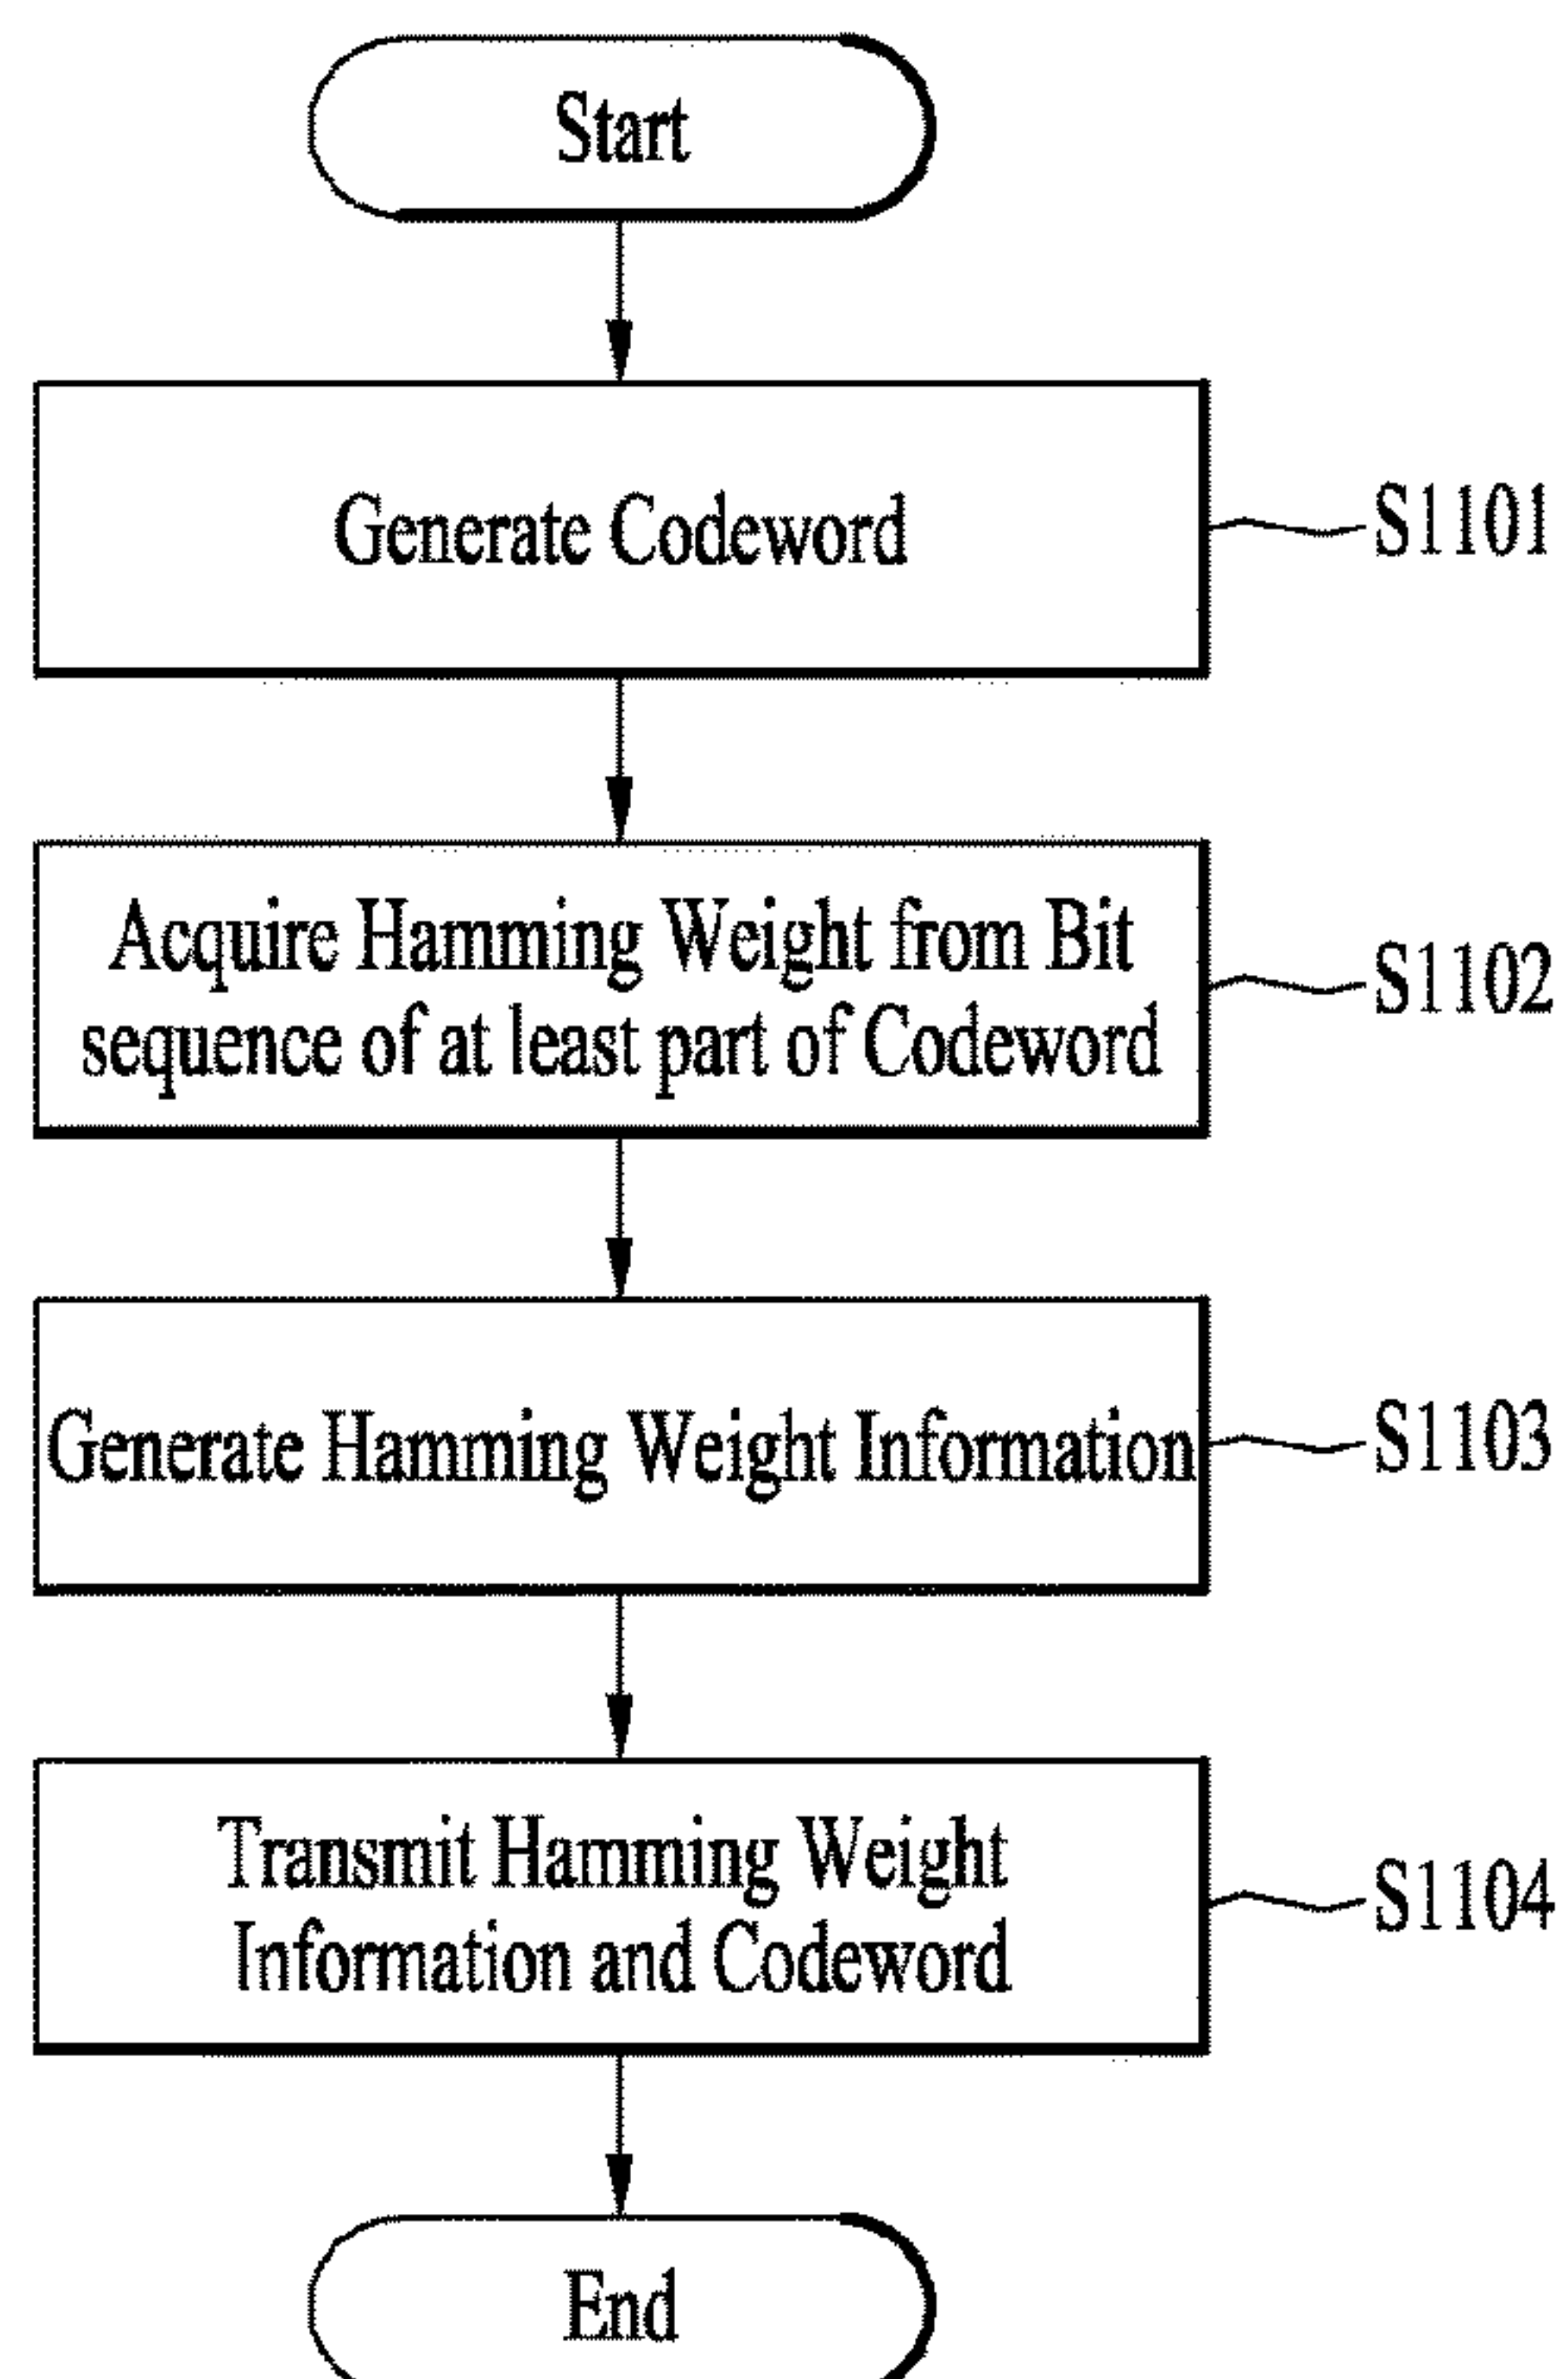 Start
Generate Codeword
S1101
Acquire Hamming Weight from Bit
sequence of at least part of Codeword
S1102
Generate Hamming Weight Information
S1103
Transmit Hamming Weight
Information and Codeword
S1104
End